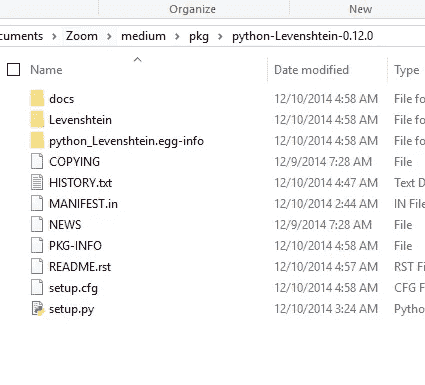 Organize New
cuments > Zoom > medium > pkg > python-Levenshtein-0.12.0
Name Date modified Type
docs 12/10/2014 4:58 AM File fo
Levenshtein 12/10/2014 4:58 AM File fo
python_Levenshtein.egg-info 12/10/2014 4:58 AM File fo
COPYING 12/9/2014 7:28 AM File
HISTORY.txt 12/10/2014 4:47 AM Text D
MANIFEST.in 12/10/2014 2:44 AM IN File
NEWS 12/9/2014 7:28 AM File
PKG-INFO 12/10/2014 4:58 AM File
README.rst 12/10/2014 4:57 AM RST Fi
setup.cfg 12/10/2014 4:58 AM CFG F
setup.py 12/10/2014 3:24 AM Pytho